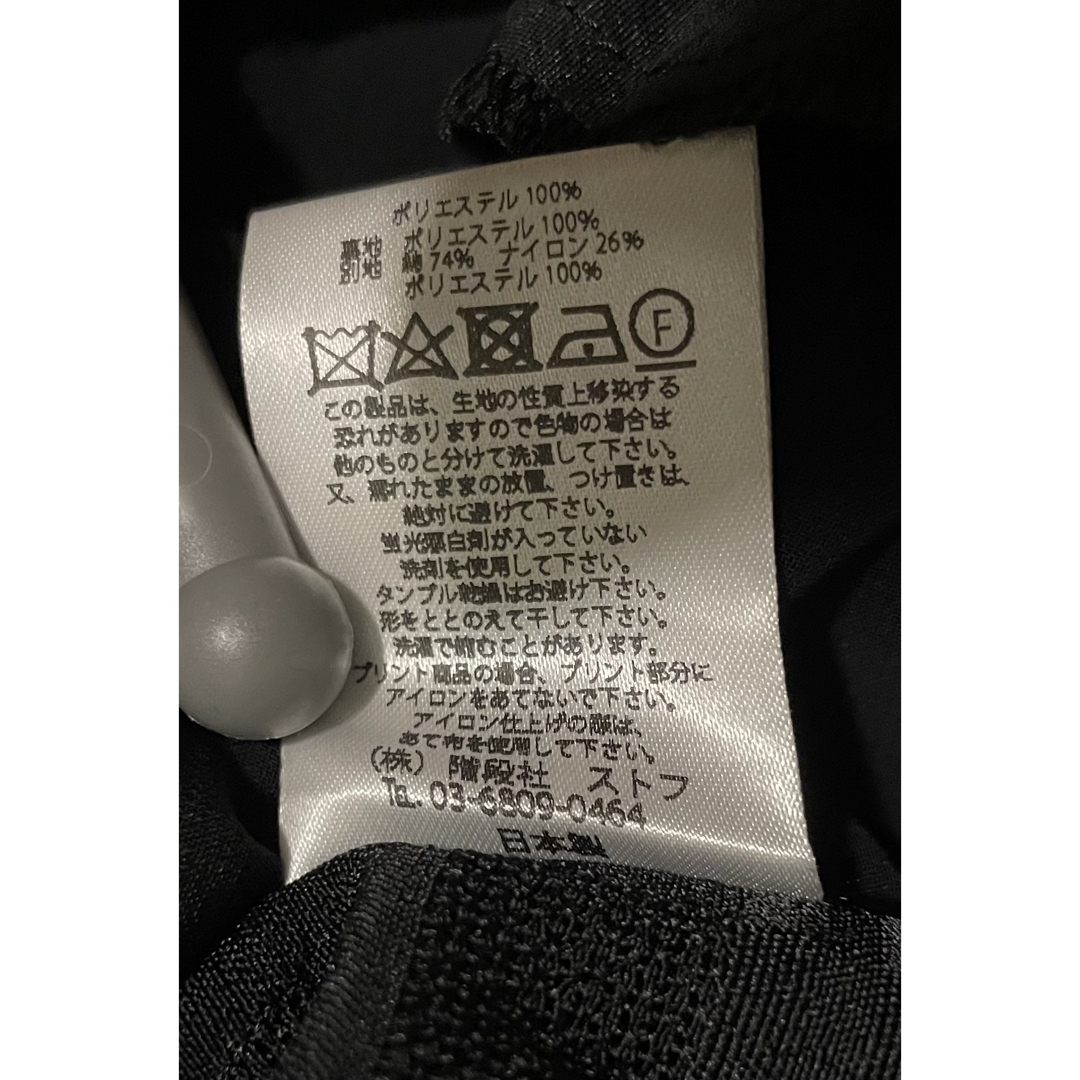 ポリエステル 100%
裏地 ポリエステル 100%
別地 綿 74% ナイロン 26%
ポリエステル 100%
F
この製品は、生地の性質上移染する
恐れがありますので色物の場合は
他のものと分けて洗濯して下さい。
又、濡れたままの放置、つけ置きは、
絶対に避けて下さい。
蛍光漂白剤が入っていない
洗剤を使用して下さい。
タンブル乾燥はお避け下さい。
形をととのえて干して下さい。
洗濯で縮むことがあります。
プリント商品の場合、プリント部分に
アイロンをあてないで下さい。
アイロン仕上げの際は、
あて布を使用して下さい。
(株) 階段社 ストフ
TEL. 03-6809-0464
日本製